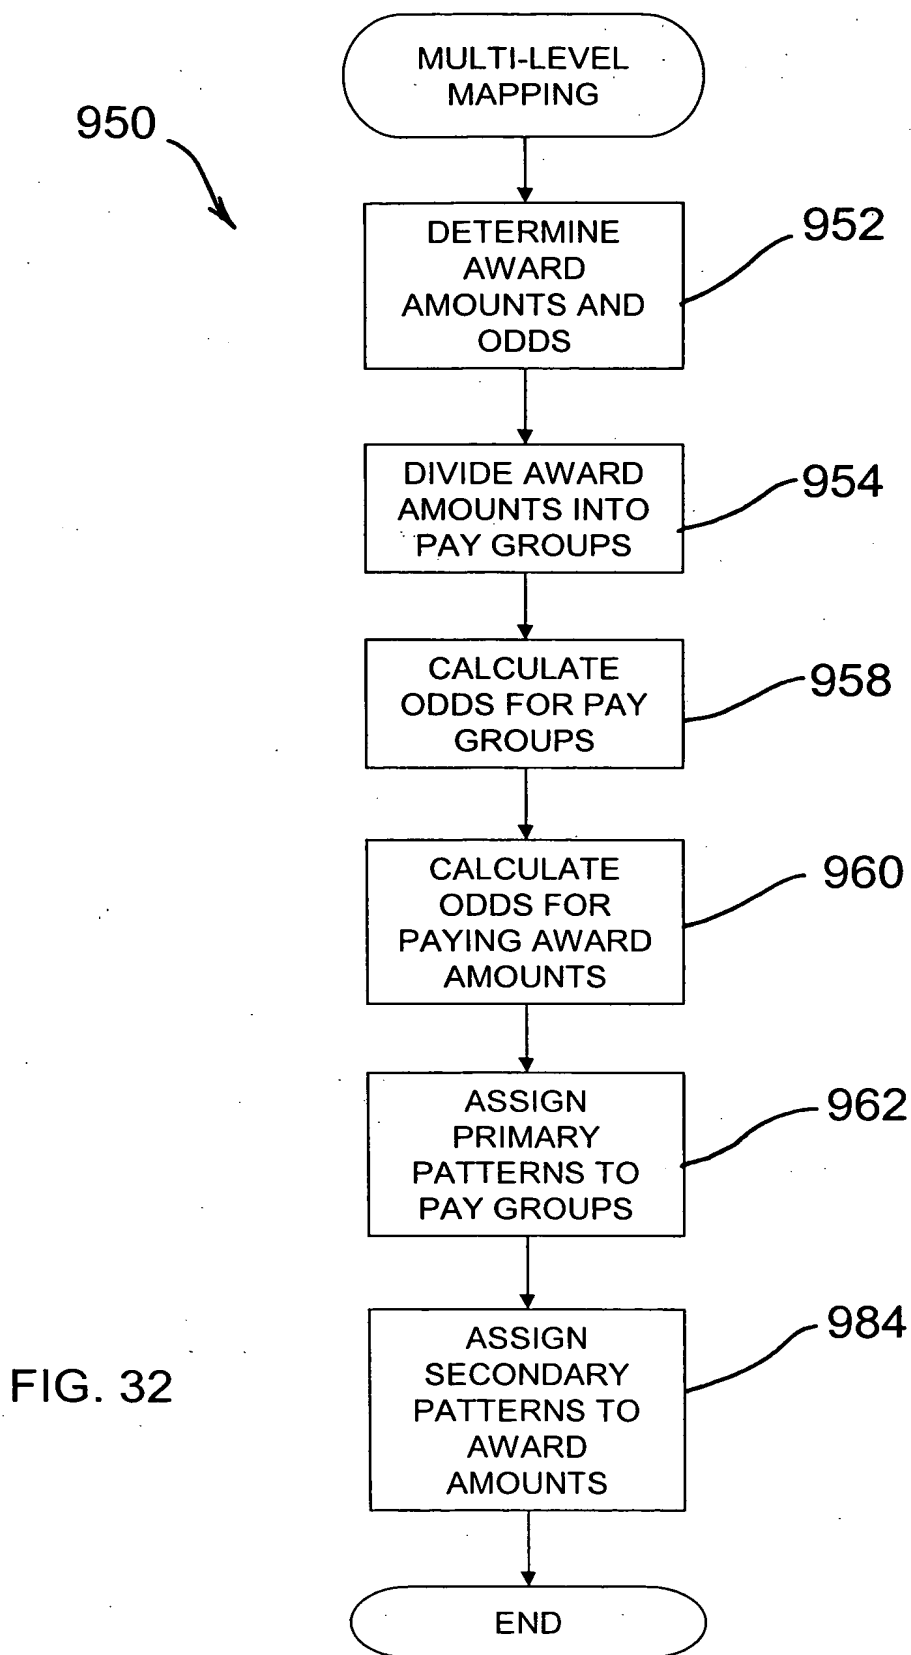 MULTI-LEVEL
MAPPING
950
DETERMINE
AWARD
AMOUNTS AND
ODDS
952
DIVIDE AWARD
AMOUNTS INTO
PAY GROUPS
954
CALCULATE
ODDS FOR PAY
GROUPS
958
CALCULATE
ODDS FOR
PAYING AWARD
AMOUNTS
960
ASSIGN
PRIMARY
PATTERNS TO
PAY GROUPS
962
ASSIGN
SECONDARY
PATTERNS TO
AWARD
AMOUNTS
984
FIG. 32
END